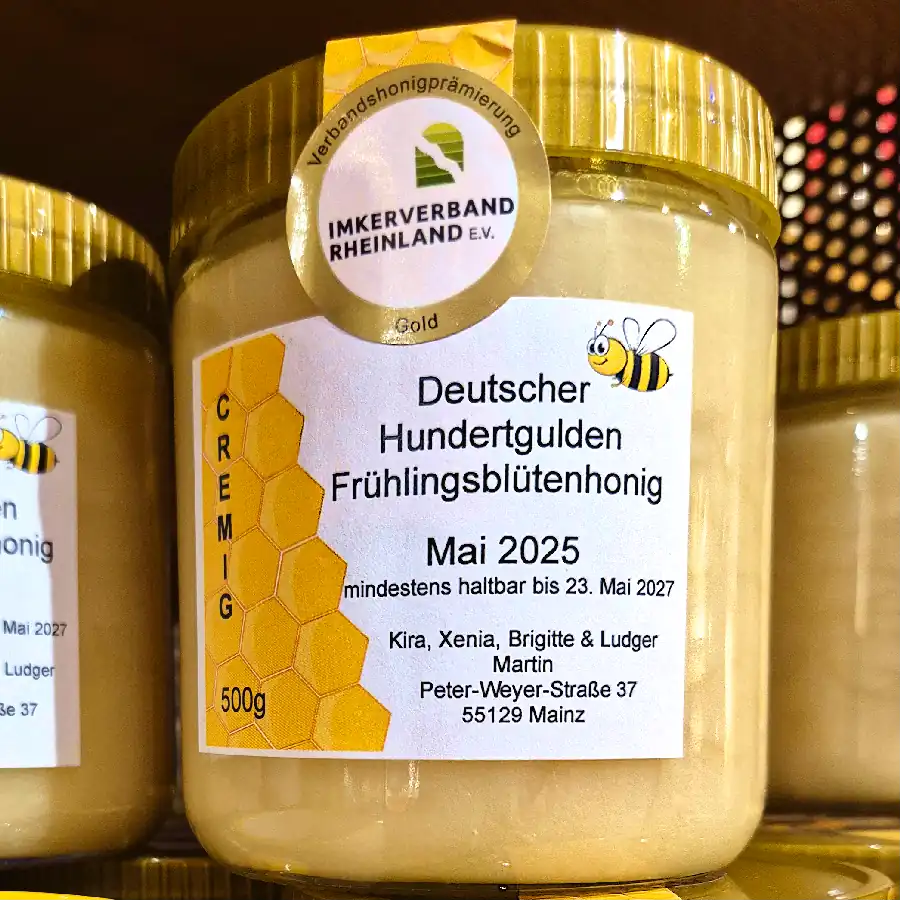 Verbandshonigprämierung
IMKERVERBAND
RHEINLAND E.V.
Gold
CREMIG
500g
Deutscher
Hundertgulden
Frühlingsblütenhonig
Mai 2025
mindestens haltbar bis 23. Mai 2027
Kira, Xenia, Brigitte & Ludger
Martin
Peter-Weyer-Straße 37
55129 Mainz
Mai 2027
Ludger
37